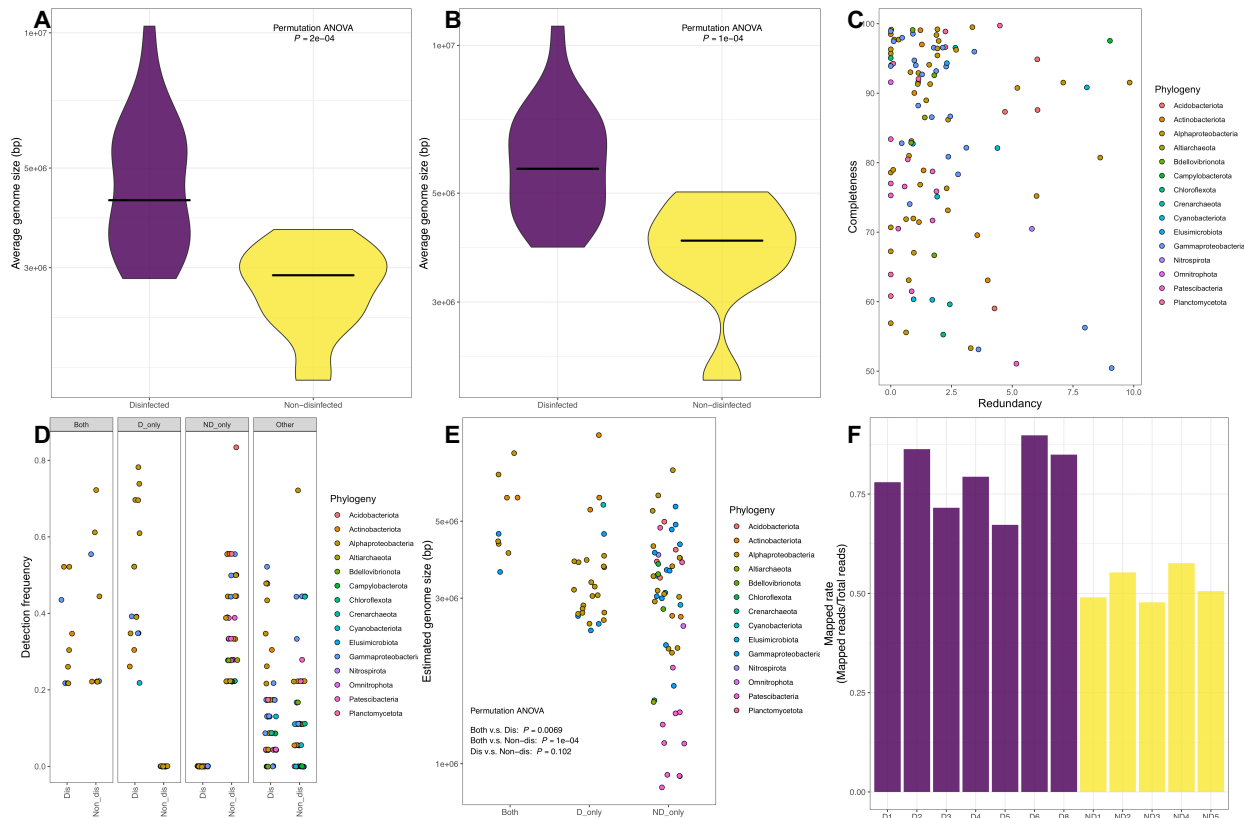 A
Permutation ANOVA
P = 2e−04
1e+07
5e+06
3e+06
Average genome size (bp)
Disinfected
Non−disinfected
B
Permutation ANOVA
P = 1e−04
1e+07
5e+06
3e+06
Average genome size (bp)
Disinfected
Non−disinfected
C
100
90
80
70
60
50
Completeness
0.0
2.5
5.0
7.5
10.0
Redundancy
Phylogeny
Acidobacteriota
Actinobacteriota
Alphaproteobacteria
Altiarchaeota
Bdellovibrionota
Campylobacterota
Chloroflexota
Crenarchaeota
Cyanobacteriota
Elusimicrobiota
Gammaproteobacteria
Nitrospirota
Omnitrophota
Patescibacteria
Planctomycetota
D
Both
D_only
ND_only
Other
0.8
0.6
0.4
0.2
0.0
Detection frequency
Dis
Non_dis
Dis
Non_dis
Dis
Non_dis
Dis
Non_dis
Phylogeny
Acidobacteriota
Actinobacteriota
Alphaproteobacteria
Altiarchaeota
Bdellovibrionota
Campylobacterota
Chloroflexota
Crenarchaeota
Cyanobacteriota
Elusimicrobiota
Gammaproteobacteri
Nitrospirota
Omnitrophota
Patescibacteria
Planctomycetota
E
5e+06
3e+06
1e+06
Estimated genome size (bp)
Permutation ANOVA
Both v.s. Dis: P = 0.0069
Both v.s. Non−dis: P = 1e−04
Dis v.s. Non−dis: P = 0.102
Both
D_only
ND_only
Phylogeny
Acidobacteriota
Actinobacteriota
Alphaproteobacteria
Altiarchaeota
Bdellovibrionota
Chloroflexota
Crenarchaeota
Cyanobacteriota
Elusimicrobiota
Gammaproteobacteria
Nitrospirota
Omnitrophota
Patescibacteria
Planctomycetota
F
0.75
0.50
0.25
0.00
Mapped rate
(Mapped reads/Total reads)
D1
D2
D3
D4
D5
D6
D8
ND1
ND2
ND3
ND4
ND5